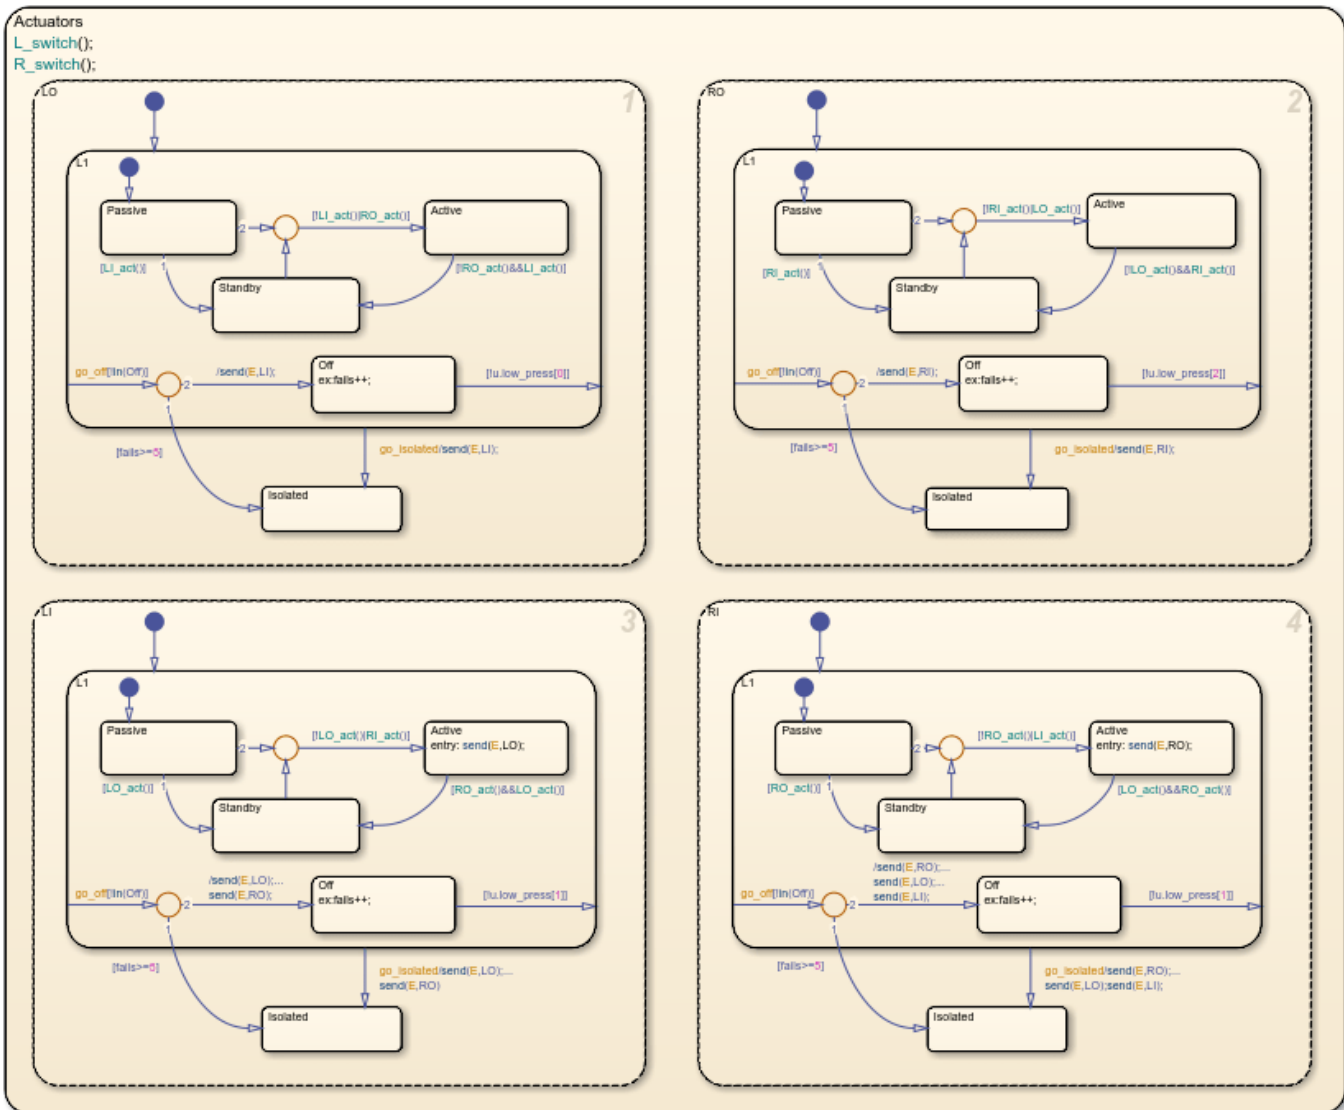 Actuators
L_switch();
R_switch();
LO
1
L1
Passive
2
[!LI_act()|RO_act()]
Active
[LI_act()]
1
[!RO_act()&&LI_act()]
Standby
go_off[!In(Off)]
2
/send(E,LI);
Off
ex:fails++;
[!u.low_press[0]]
1
[fails>=5]
go_isolated/send(E,LI);
Isolated
RO
2
L1
Passive
2
[!RI_act()|LO_act()]
Active
[RI_act()]
1
[!LO_act()&&RI_act()]
Standby
go_off[!In(Off)]
2
/send(E,RI);
Off
ex:fails++;
[!u.low_press[2]]
1
[fails>=5]
go_isolated/send(E,RI);
Isolated
LI
3
L1
Passive
2
[!LO_act()|RI_act()]
Active
entry: send(E,LO);
[LO_act()]
1
[RO_act()&&LO_act()]
Standby
go_off[!In(Off)]
2
/send(E,LO);...
send(E,RO);
Off
ex:fails++;
[!u.low_press[1]]
1
[fails>=5]
go_isolated/send(E,LO);...
send(E,RO)
Isolated
RI
4
L1
Passive
2
[!RO_act()|LI_act()]
Active
entry: send(E,RO);
[RO_act()]
1
[LO_act()&&RO_act()]
Standby
go_off[!In(Off)]
2
/send(E,RO);...
send(E,LO);...
send(E,LI);
Off
ex:fails++;
[!u.low_press[1]]
1
[fails>=5]
go_isolated/send(E,RO);...
send(E,LO);send(E,LI);
Isolated